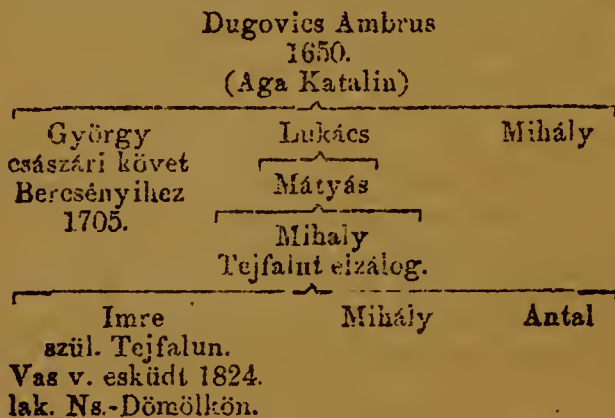 Dugovics Ambrus
1650.
(Aga Katalin)
György
császári követ
Bercsényihez
1705.
Lukács
Mihály
Mátyás
Mihaly
Tejfalut elzálog.
Imre
szül. Tejfalun.
Vas v. esküdt 1824.
lak. Ns.-Dömölkön.
Mihály
Antal